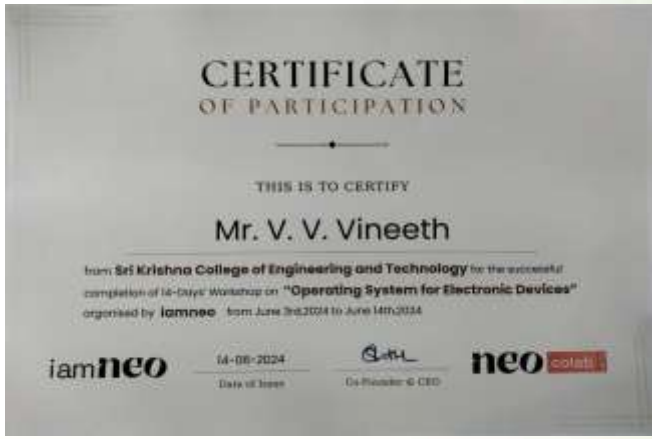 CERTIFICATE
OF PARTICIPATION
THIS IS TO CERTIFY
Mr. V. V. Vineeth
from Sri Krishna College of Engineering and Technology for the successful
completion of 14-Days' Workshop on "Operating System for Electronic Devices"
organised by iamneo from June 3rd,2024 to June 14th,2024
iamneo
14-06-2024
Date of Issue
Co-Founder & CEO
neo colab